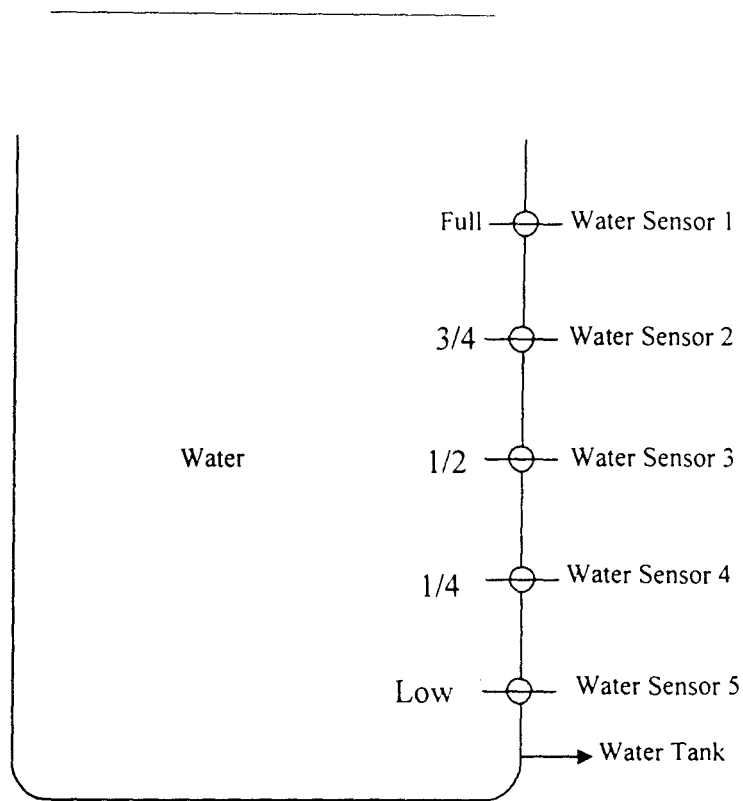 Full Water Sensor 1
3/4 Water Sensor 2
Water 1/2 Water Sensor 3
1/4 Water Sensor 4
Low Water Sensor 5
Water Tank